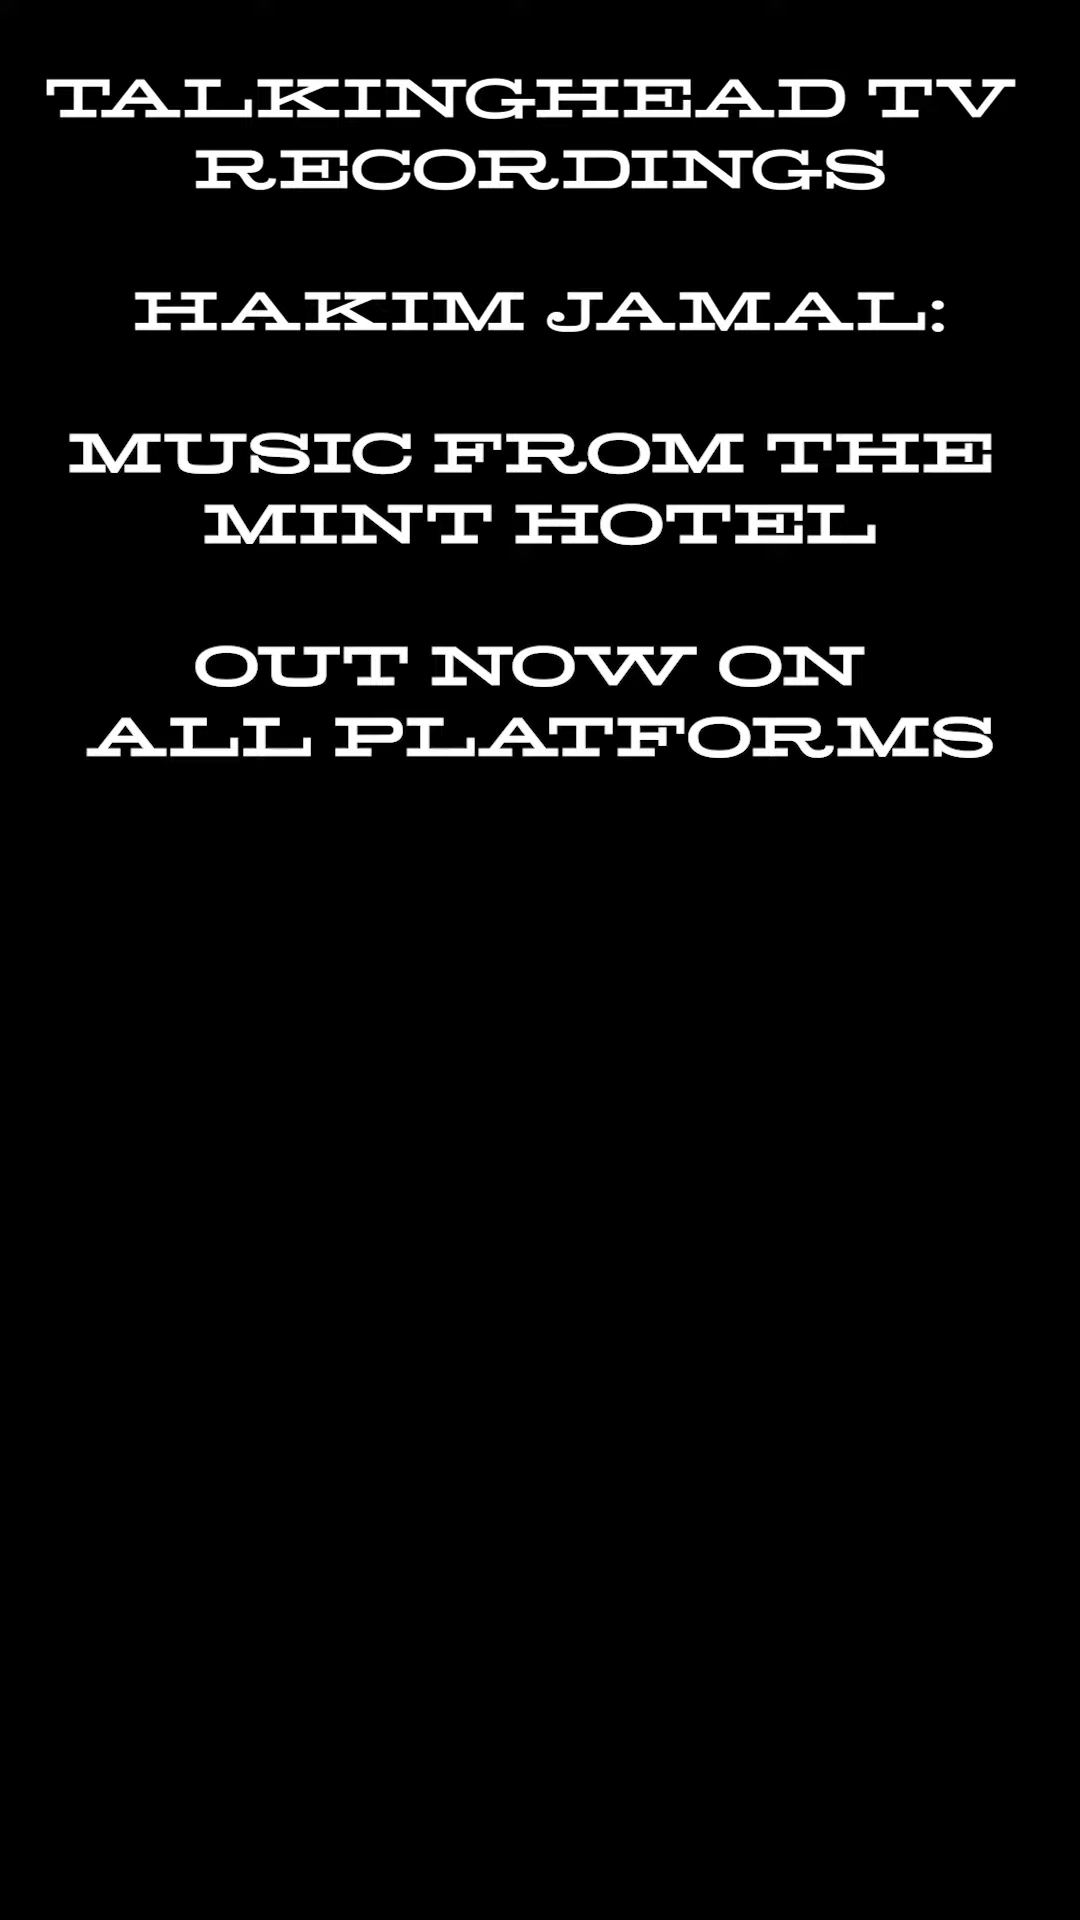 TALKINGHEAD TV
RECORDINGS
HAKIM JAMAL:
MUSIC FROM THE
MINT HOTEL
OUT NOW ON
ALL PLATFORMS